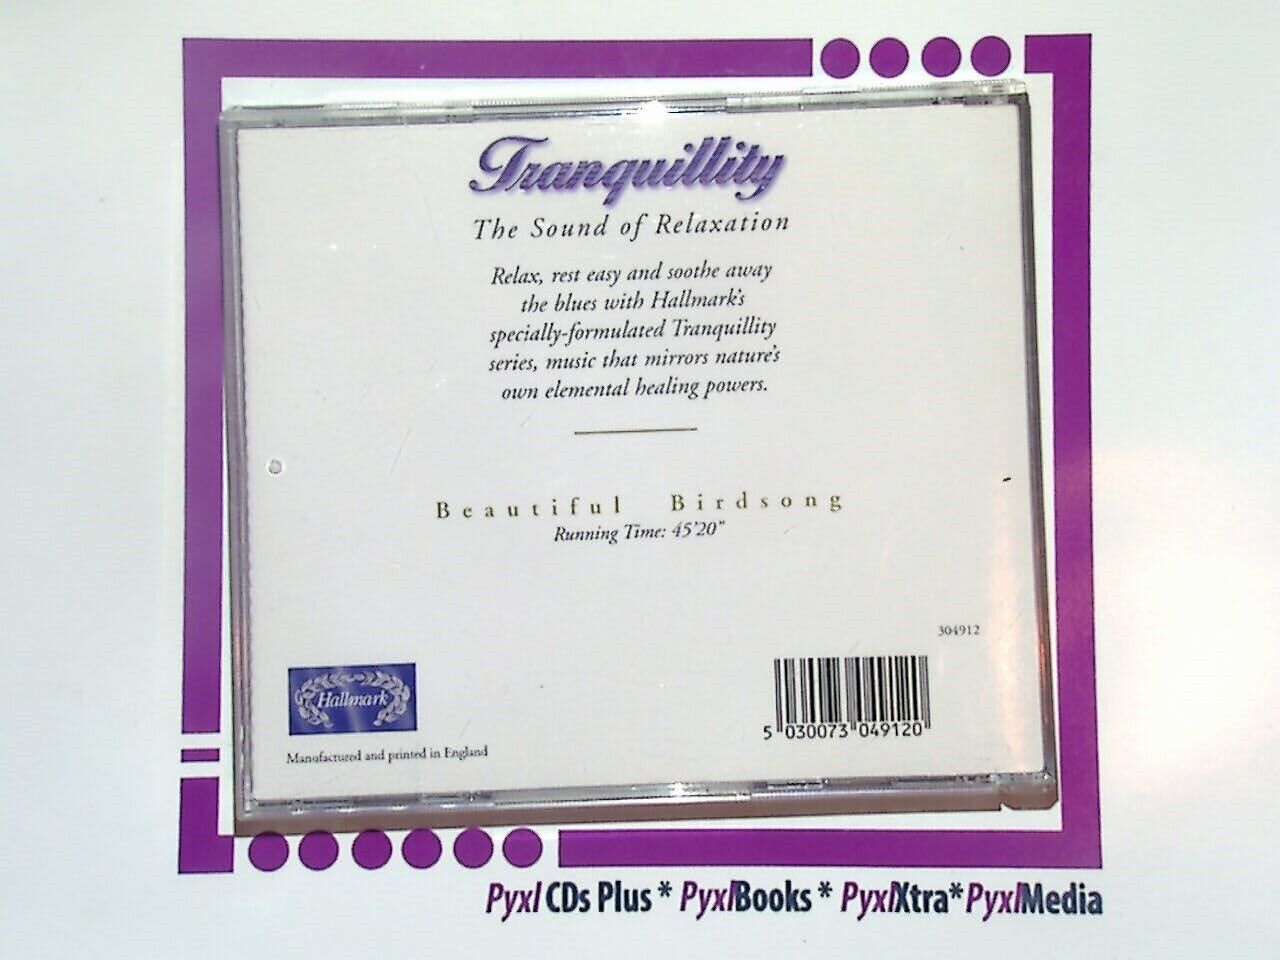 Tranquillity
The Sound of Relaxation
Relax, rest easy and soothe away
the blues with Hallmark's
specially-formulated Tranquillity
series, music that mirrors nature's
own elemental healing powers.
Beautiful Birdsong
Running Time: 45'20"
304912
Hallmark
5 030073 049120
Manufactured and printed in England
Pyxl CDs Plus * PyxlBooks * PyxlXtra* PyxlMedia